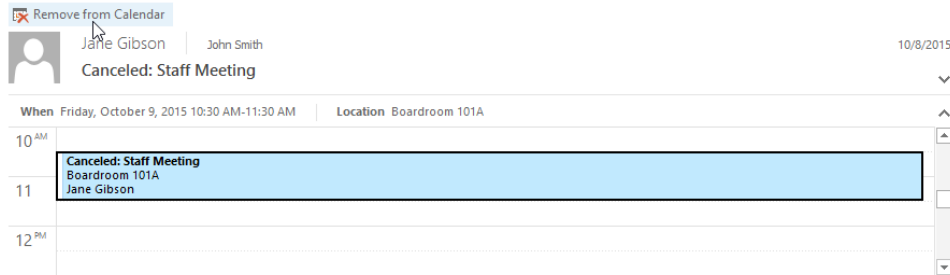 Remove from Calendar
Jane Gibson John Smith 10/8/2015
Canceled: Staff Meeting
When Friday, October 9, 2015 10:30 AM-11:30 AM Location Boardroom 101A
10 AM
Canceled: Staff Meeting
Boardroom 101A
11 Jane Gibson
12 PM